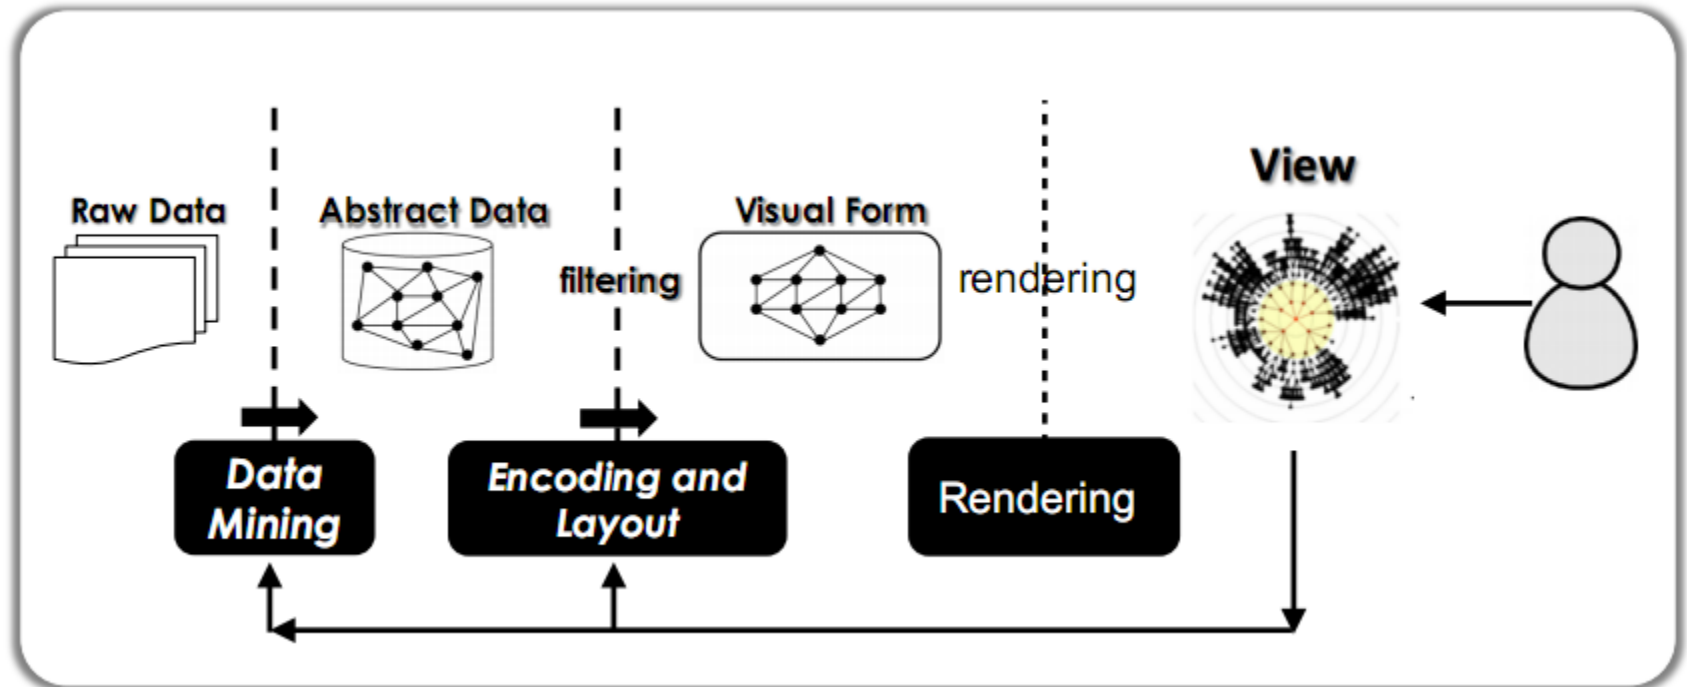 View
Raw Data
Abstract Data
Visual Form
filtering
rendering
Data
Mining
Encoding and
Layout
Rendering